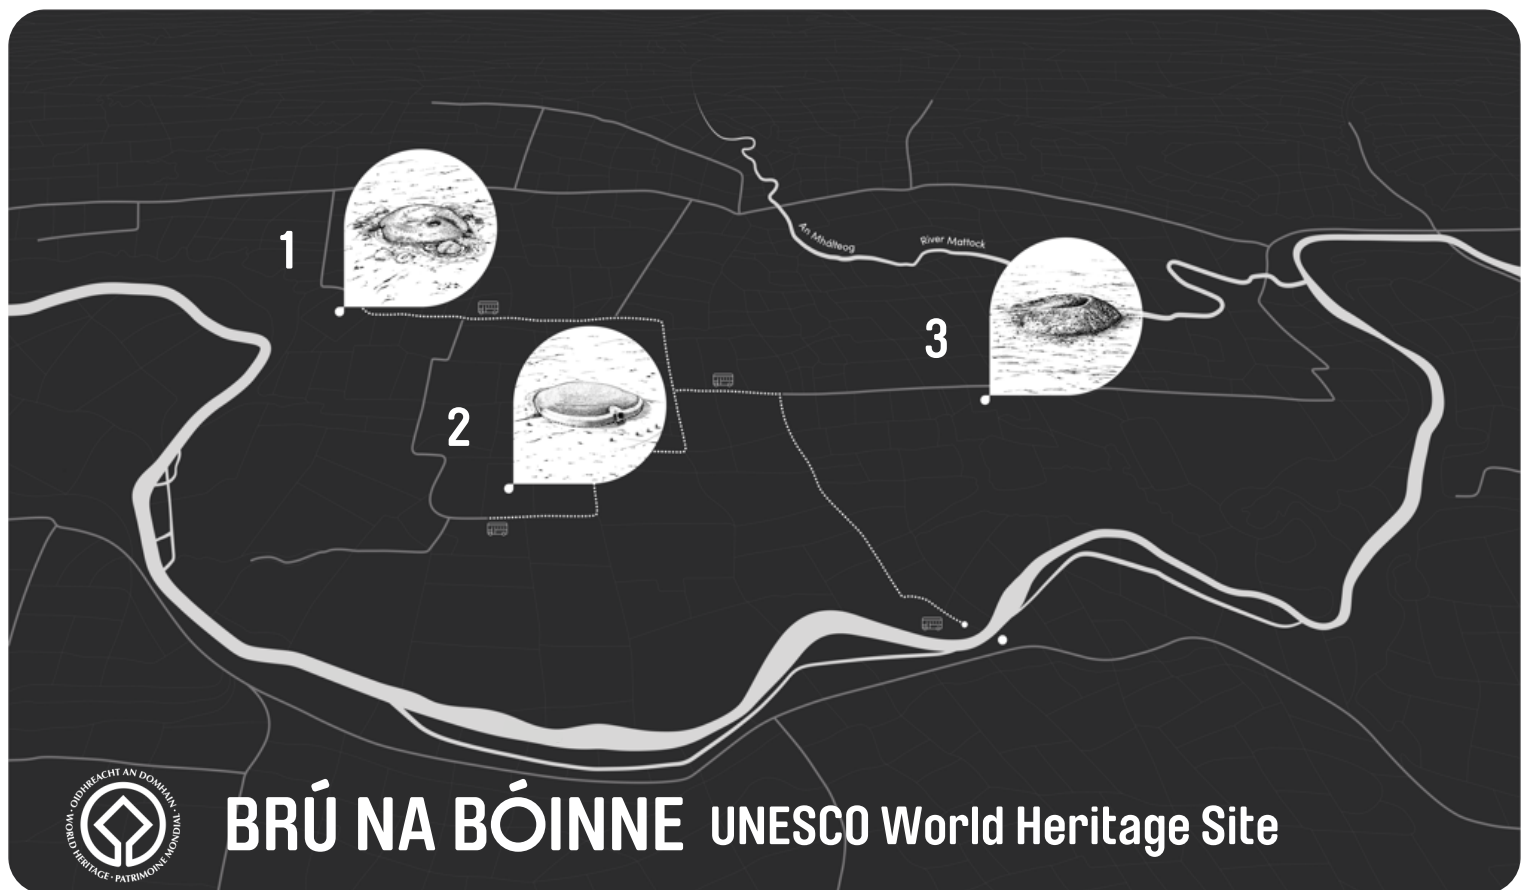 1
An Mháiteog
River Mattock
3
2
OIDHREACHT AN DOMHAIN · WORLD HERITAGE · PATRIMOINE MONDIAL ·
BRÚ NA BÓINNE UNESCO World Heritage Site